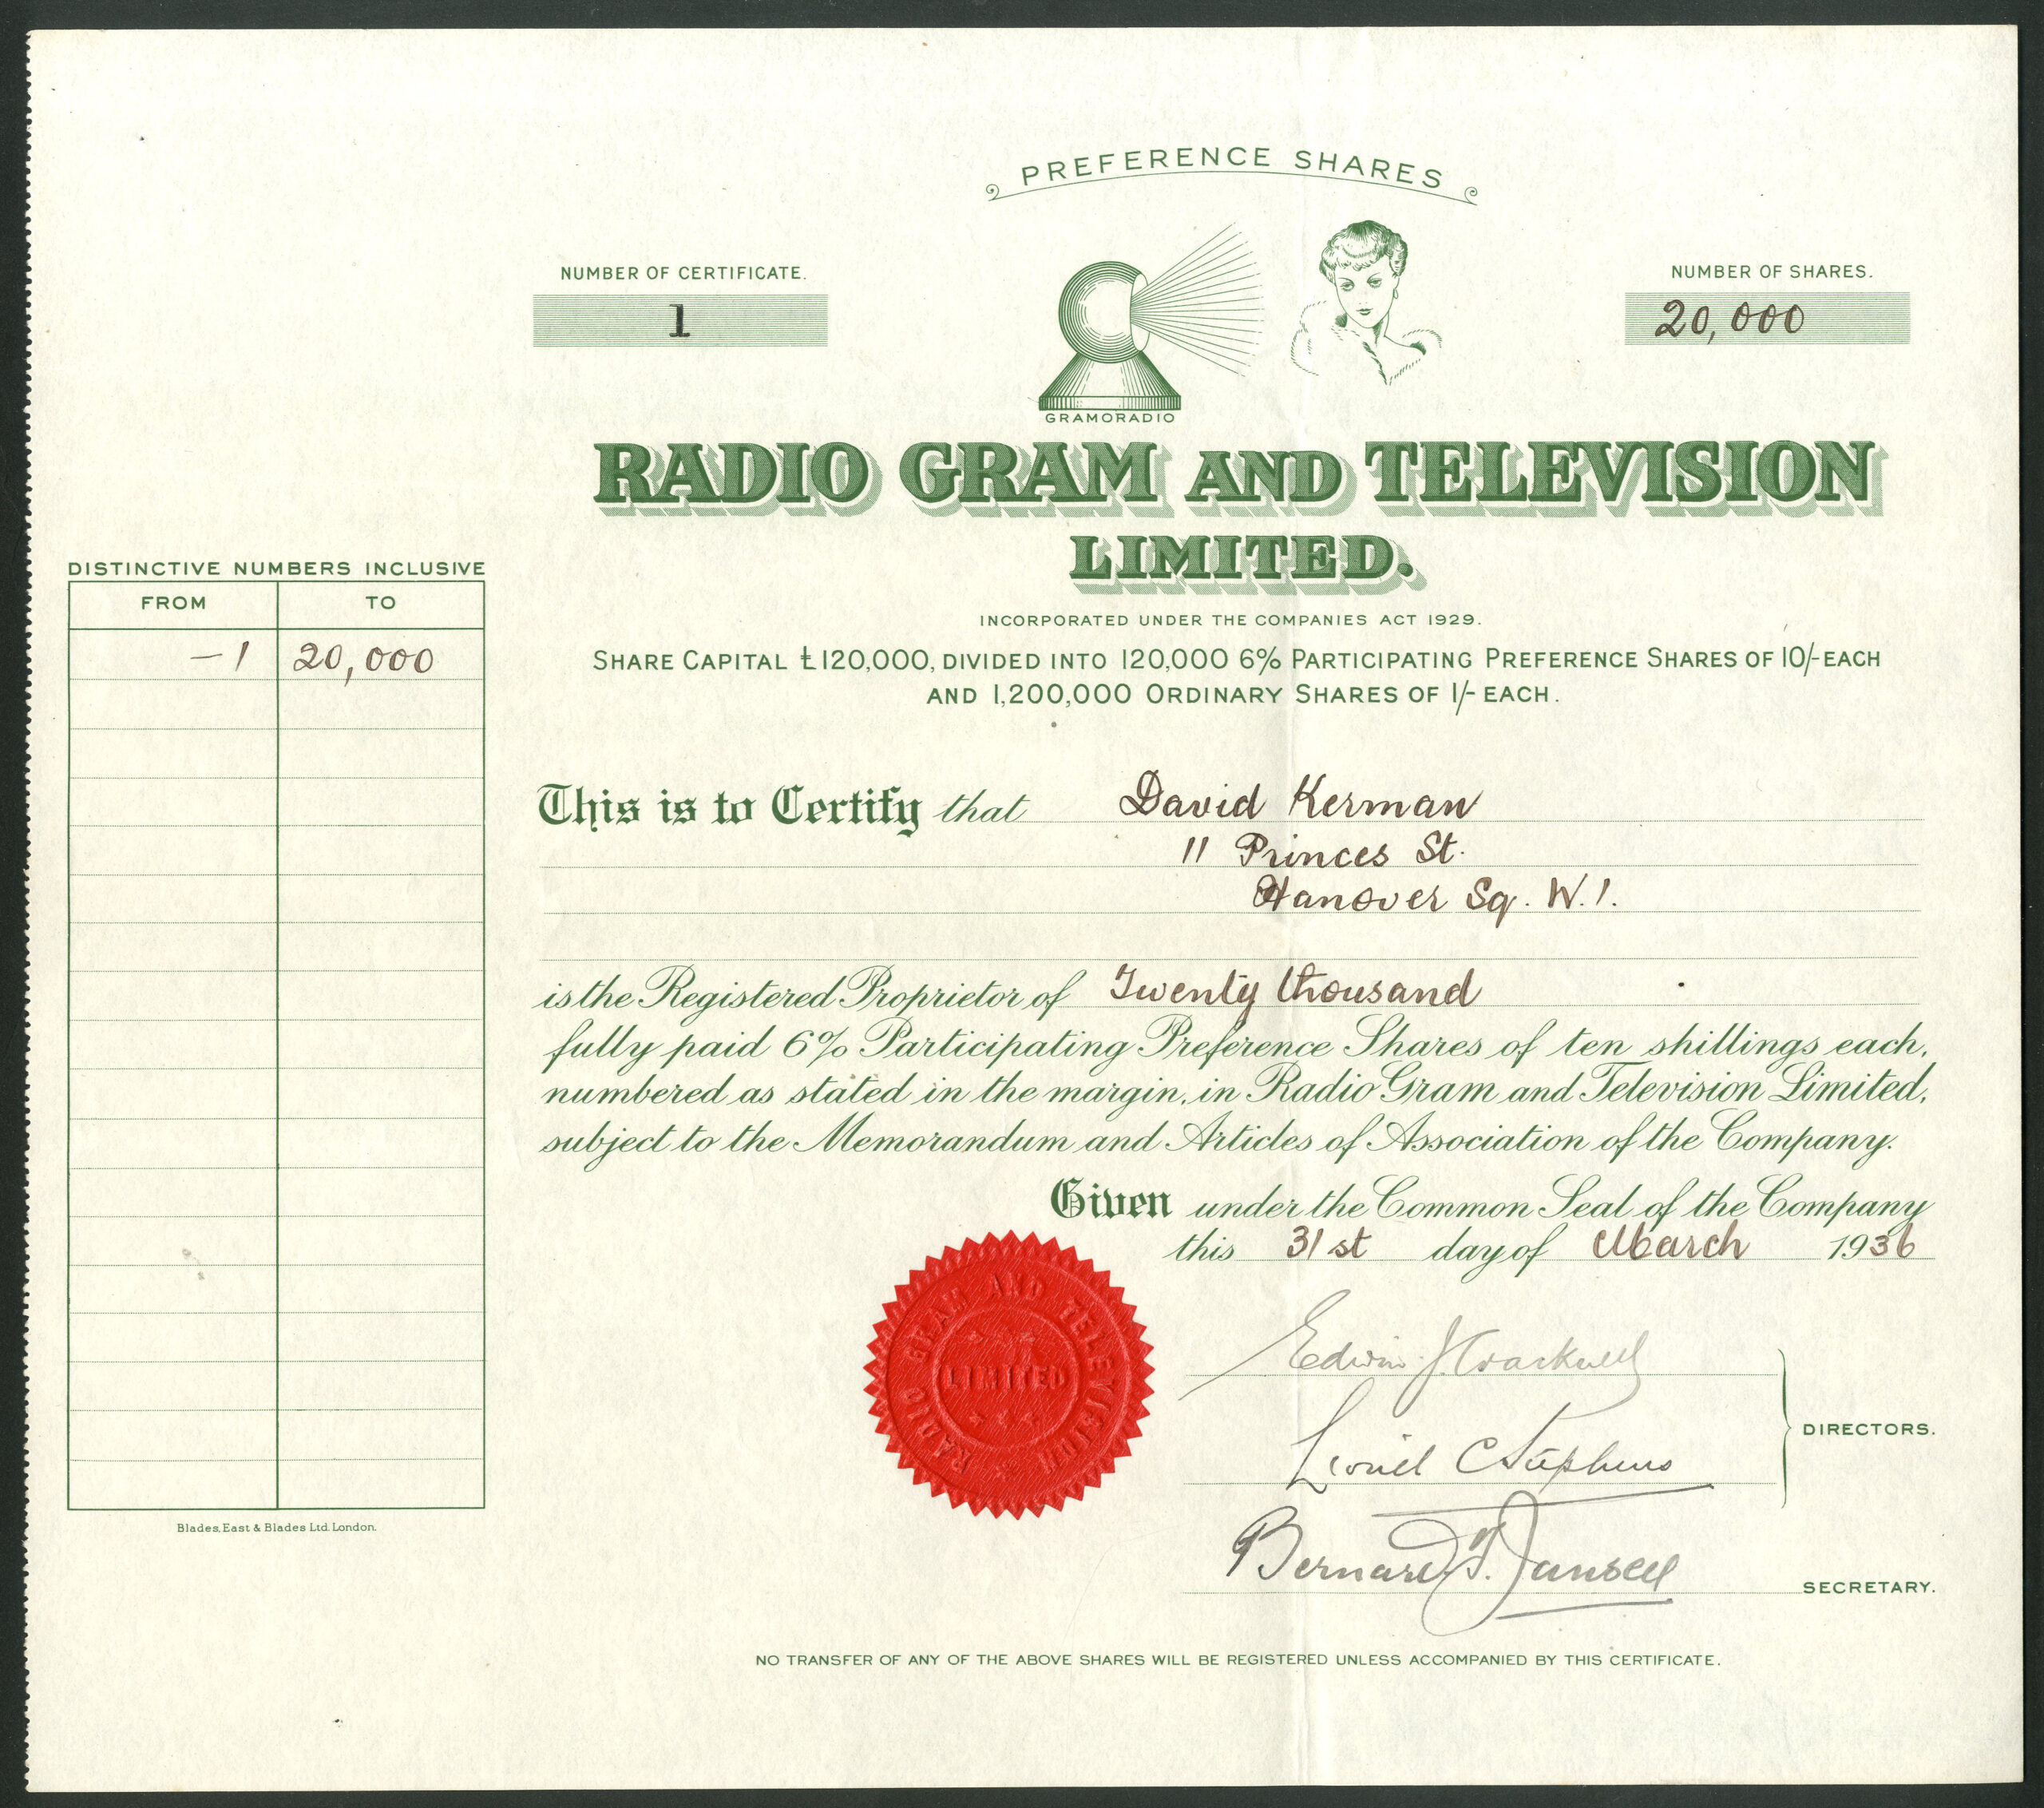 PREFERENCE SHARES
NUMBER OF CERTIFICATE.
1
NUMBER OF SHARES.
20,000
GRAMORADIO
RADIO GRAM AND TELEVISION
LIMITED.
INCORPORATED UNDER THE COMPANIES ACT 1929.
SHARE CAPITAL £120,000, DIVIDED INTO 120,000 6% PARTICIPATING PREFERENCE SHARES OF 10/- EACH
AND 1,200,000 ORDINARY SHARES OF 1/- EACH.
DISTINCTIVE NUMBERS INCLUSIVE
FROM TO
—1 20,000
Blades, East & Blades Ltd. London.
This is to Certify that David Kerman
11 Princes St.
Hanover Sq. W.1.
is the Registered Proprietor of Twenty thousand
fully paid 6% Participating Preference Shares of ten shillings each,
numbered as stated in the margin, in Radio Gram and Television Limited,
subject to the Memorandum and Articles of Association of the Company.
Given under the Common Seal of the Company
this 31st day of March 1936
RADIO GRAM AND TELEVISION
LIMITED
Edwin J. Crackwell
Lionel C Stephens
DIRECTORS.
Bernard
SECRETARY.
NO TRANSFER OF ANY OF THE ABOVE SHARES WILL BE REGISTERED UNLESS ACCOMPANIED BY THIS CERTIFICATE.